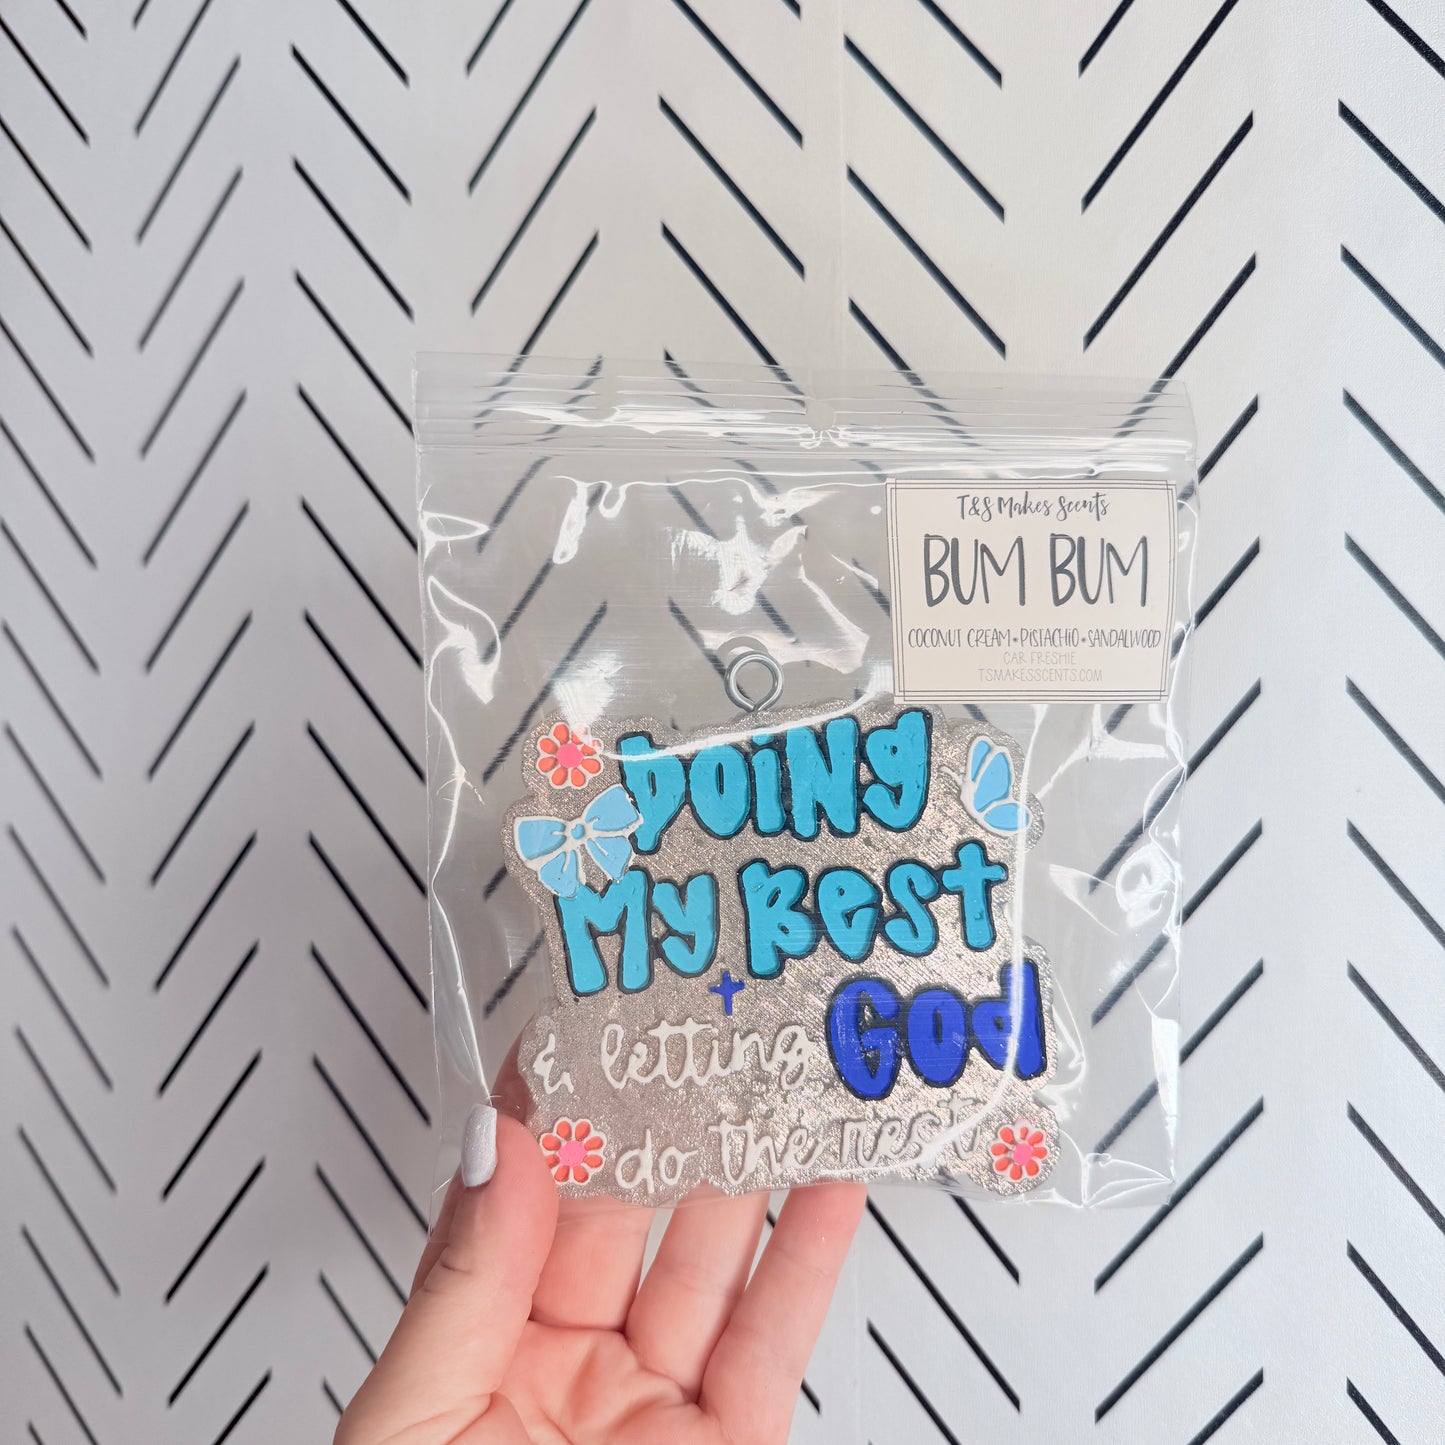 T&S Makes Scents
BUM BUM
COCONUT CREAM • PISTACHIO • SANDALWOOD
CAR FRESHIE
TSMAKESSCENTS.COM
DOiNg
My Best
& letting God
do the rest